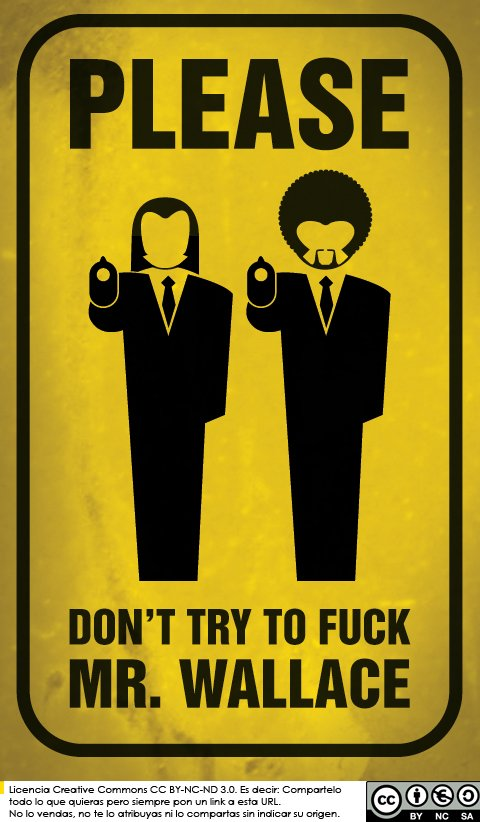 PLEASE
DON'T TRY TO FUCK
MR. WALLACE
Licencia Creative Commons CC BY-NC-ND 3.0. Es decir: Compartelo
todo lo que quieras pero siempre pon un link a esta URL.
No lo vendas, no te lo atribuyas ni lo compartas sin indicar su origen.
cc
BY NC SA